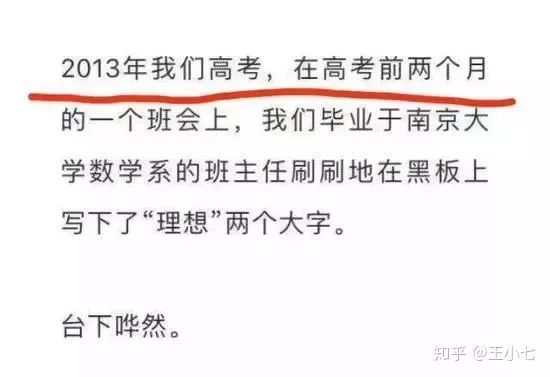 2013年我们高考，在高考前两个月
的一个班会上，我们毕业于南京大
学数学系的班主任刷刷地在黑板上
写下了“理想”两个大字。
台下哗然。
知乎 @王小七